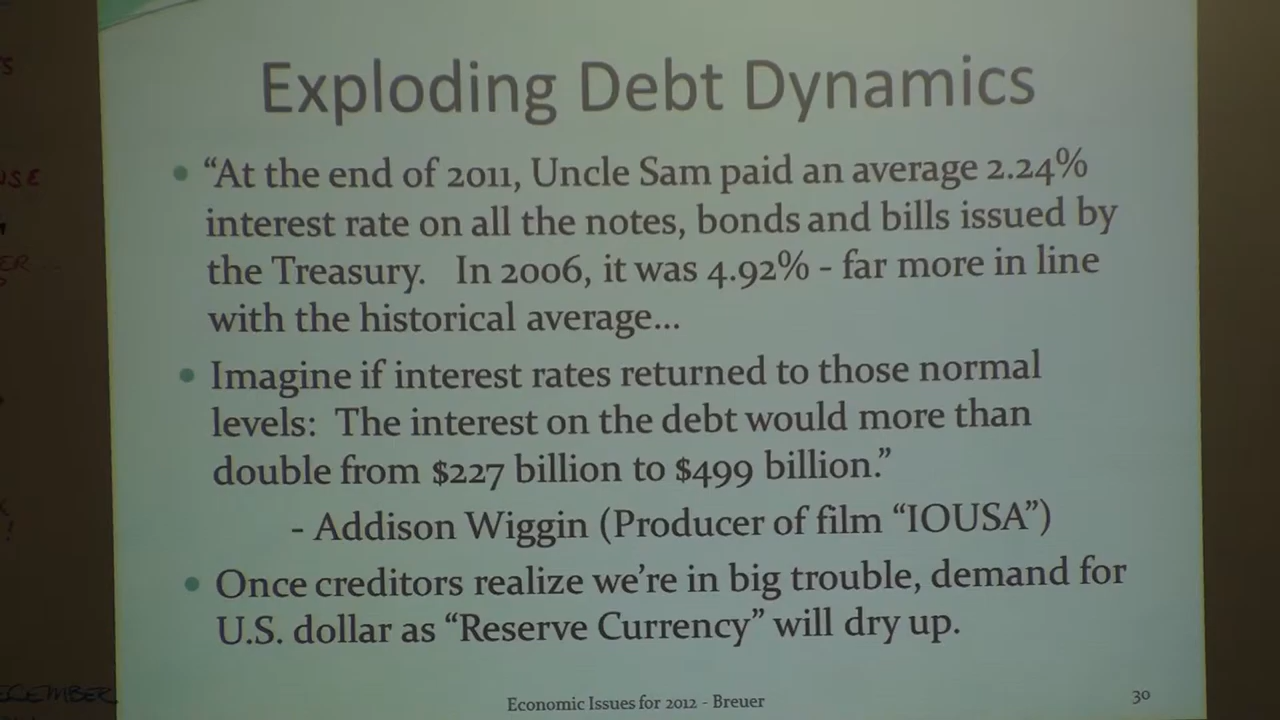 Exploding Debt Dynamics
• “At the end of 2011, Uncle Sam paid an average 2.24%
interest rate on all the notes, bonds and bills issued by
the Treasury. In 2006, it was 4.92% - far more in line
with the historical average...
• Imagine if interest rates returned to those normal
levels: The interest on the debt would more than
double from $227 billion to $499 billion.”
- Addison Wiggin (Producer of film “IOUSA”)
• Once creditors realize we’re in big trouble, demand for
U.S. dollar as “Reserve Currency” will dry up.
Economic Issues for 2012 - Breuer
30